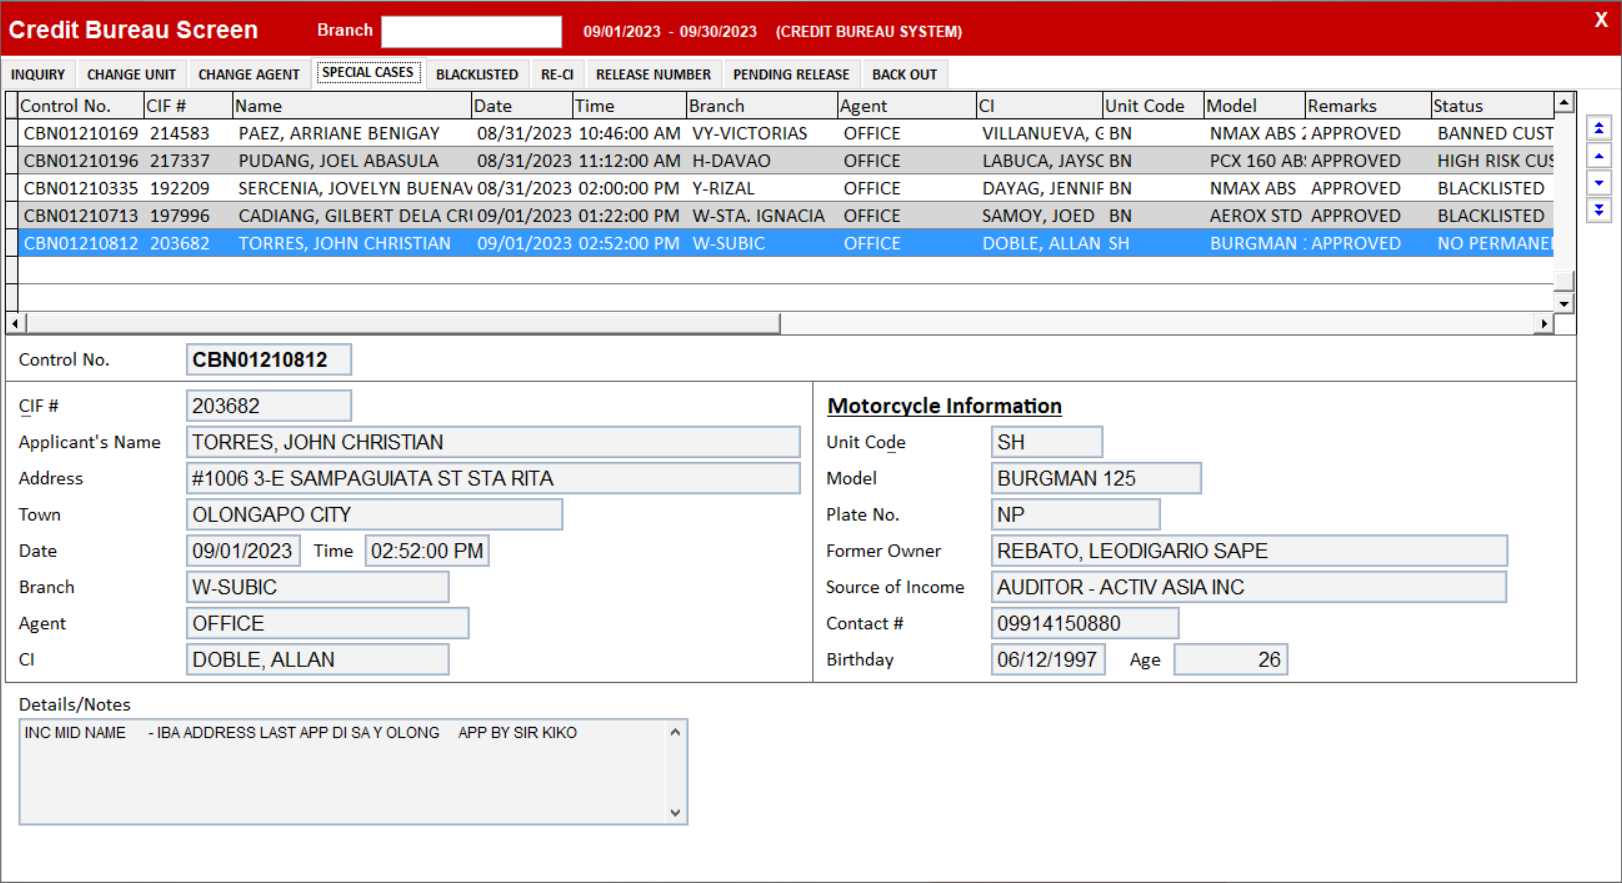 Credit Bureau Screen Branch 09/01/2023 - 09/30/2023 (CREDIT BUREAU SYSTEM) X
INQUIRY CHANGE UNIT CHANGE AGENT SPECIAL CASES BLACKLISTED RE-CI RELEASE NUMBER PENDING RELEASE BACK OUT
Control No. CIF # Name Date Time Branch Agent CI Unit Code Model Remarks Status
CBN01210169 214583 PAEZ, ARRIANE BENIGAY 08/31/2023 10:46:00 AM VY-VICTORIAS OFFICE VILLANUEVA, G BN NMAX ABS 2 APPROVED BANNED CUST
CBN01210196 217337 PUDANG, JOEL ABASULA 08/31/2023 11:12:00 AM H-DAVAO OFFICE LABUCA, JAYSC BN PCX 160 AB APPROVED HIGH RISK CUS
CBN01210335 192209 SERCENIA, JOVELYN BUENAV 08/31/2023 02:00:00 PM Y-RIZAL OFFICE DAYAG, JENNIF BN NMAX ABS APPROVED BLACKLISTED
CBN01210713 197996 CADIANG, GILBERT DELA CRU 09/01/2023 01:22:00 PM W-STA. IGNACIA OFFICE SAMOY, JOED BN AEROX STD APPROVED BLACKLISTED
CBN01210812 203682 TORRES, JOHN CHRISTIAN 09/01/2023 02:52:00 PM W-SUBIC OFFICE DOBLE, ALLAN SH BURGMAN APPROVED NO PERMANE
Control No. CBN01210812
CIF # 203682
Applicant's Name TORRES, JOHN CHRISTIAN
Address #1006 3-E SAMPAGUIATA ST STA RITA
Town OLONGAPO CITY
Date 09/01/2023 Time 02:52:00 PM
Branch W-SUBIC
Agent OFFICE
CI DOBLE, ALLAN
Motorcycle Information
Unit Code SH
Model BURGMAN 125
Plate No. NP
Former Owner REBATO, LEODIGARIO SAPE
Source of Income AUDITOR - ACTIV ASIA INC
Contact # 09914150880
Birthday 06/12/1997 Age 26
Details/Notes
INC MID NAME - IBA ADDRESS LAST APP DI SA Y OLONG APP BY SIR KIKO